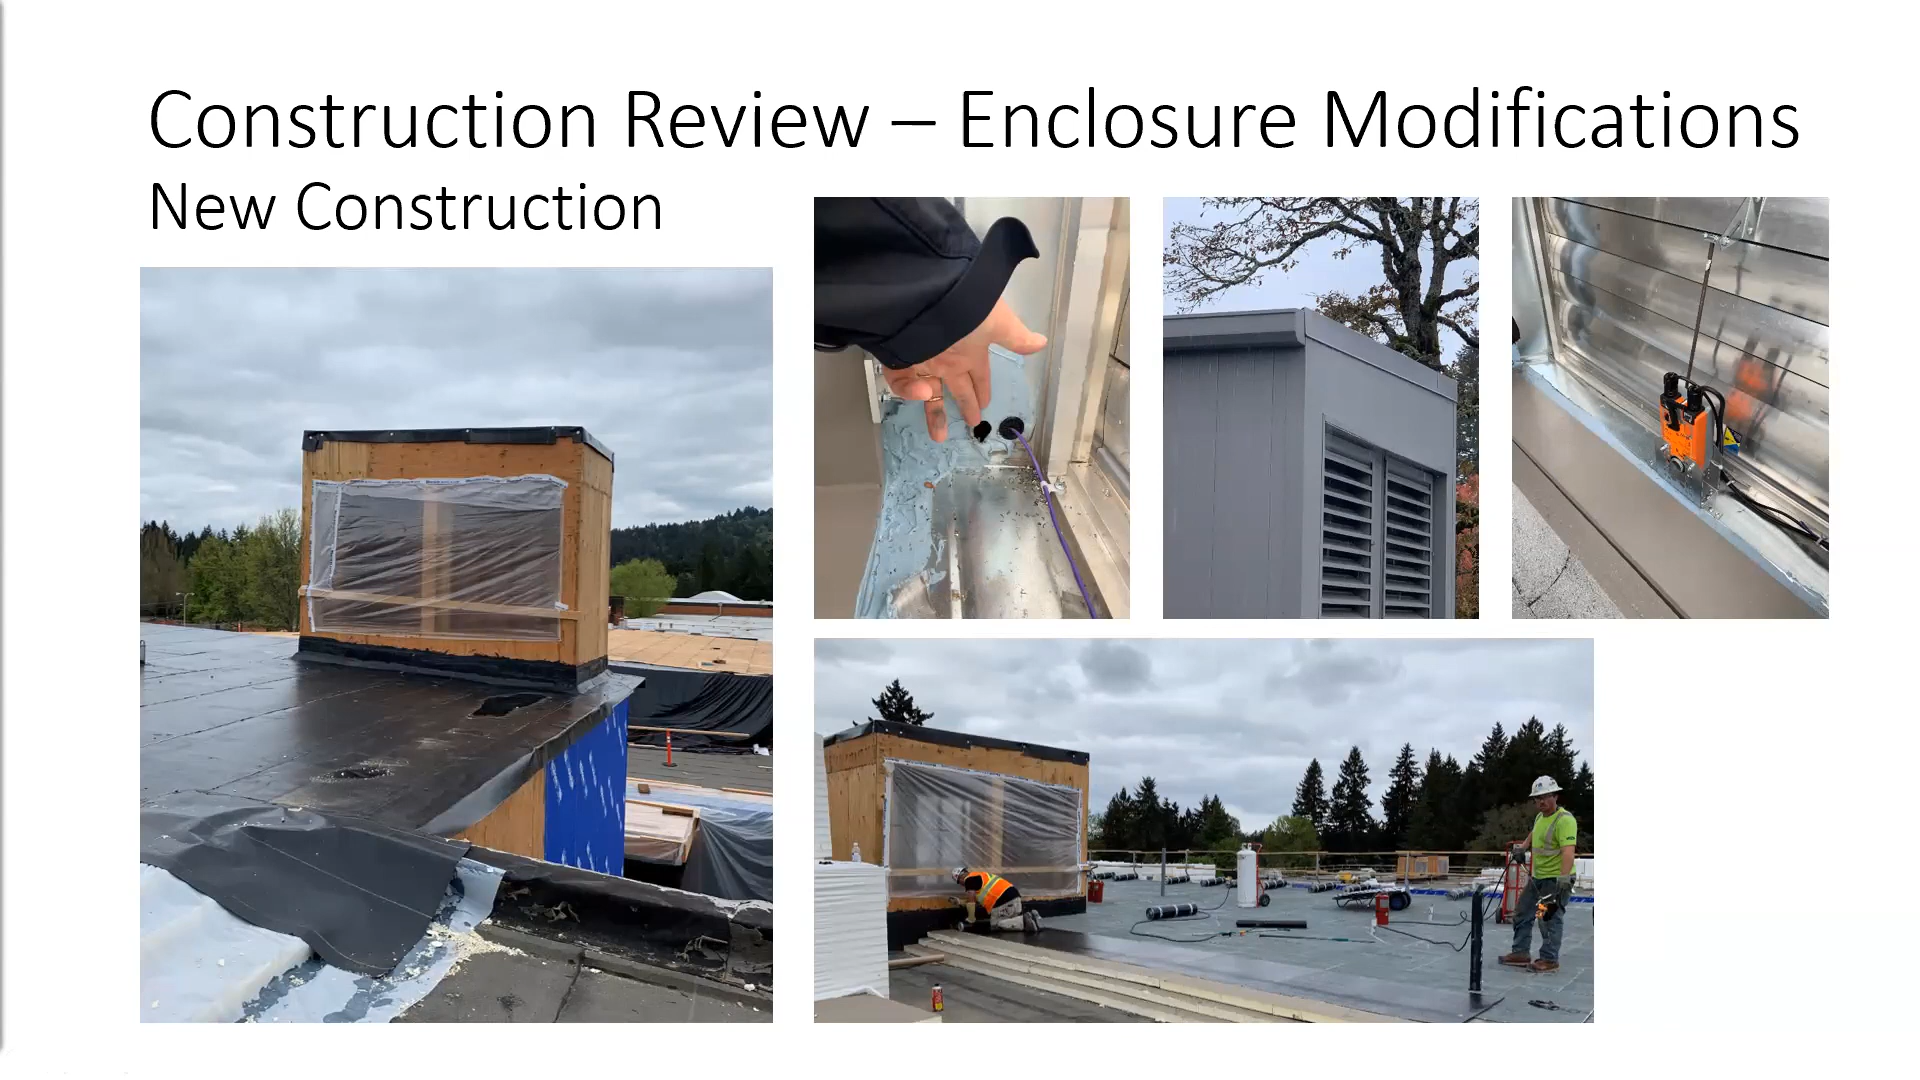 Construction Review – Enclosure Modifications
New Construction